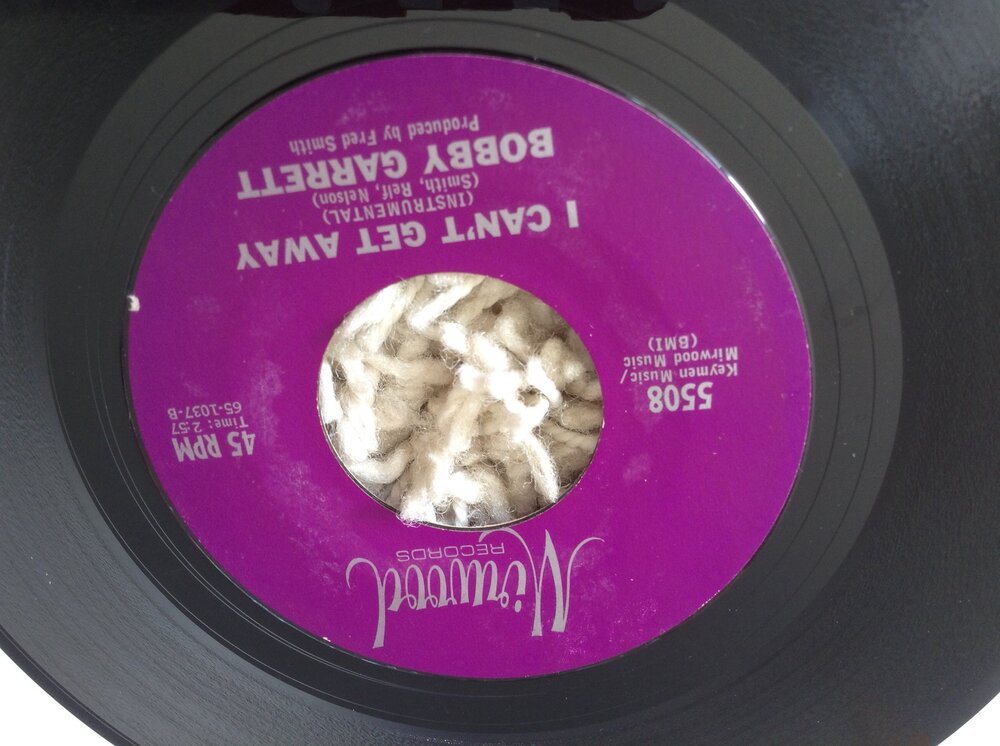 Mirwood
RECORDS
5508
Keymen Music/
Mirwood Music
(BMI)
45 RPM
Time: 2:57
65-1037-B
I CAN'T GET AWAY
(INSTRUMENTAL)
(Smith, Relf, Nelson)
BOBBY GARRETT
Produced by Fred Smith